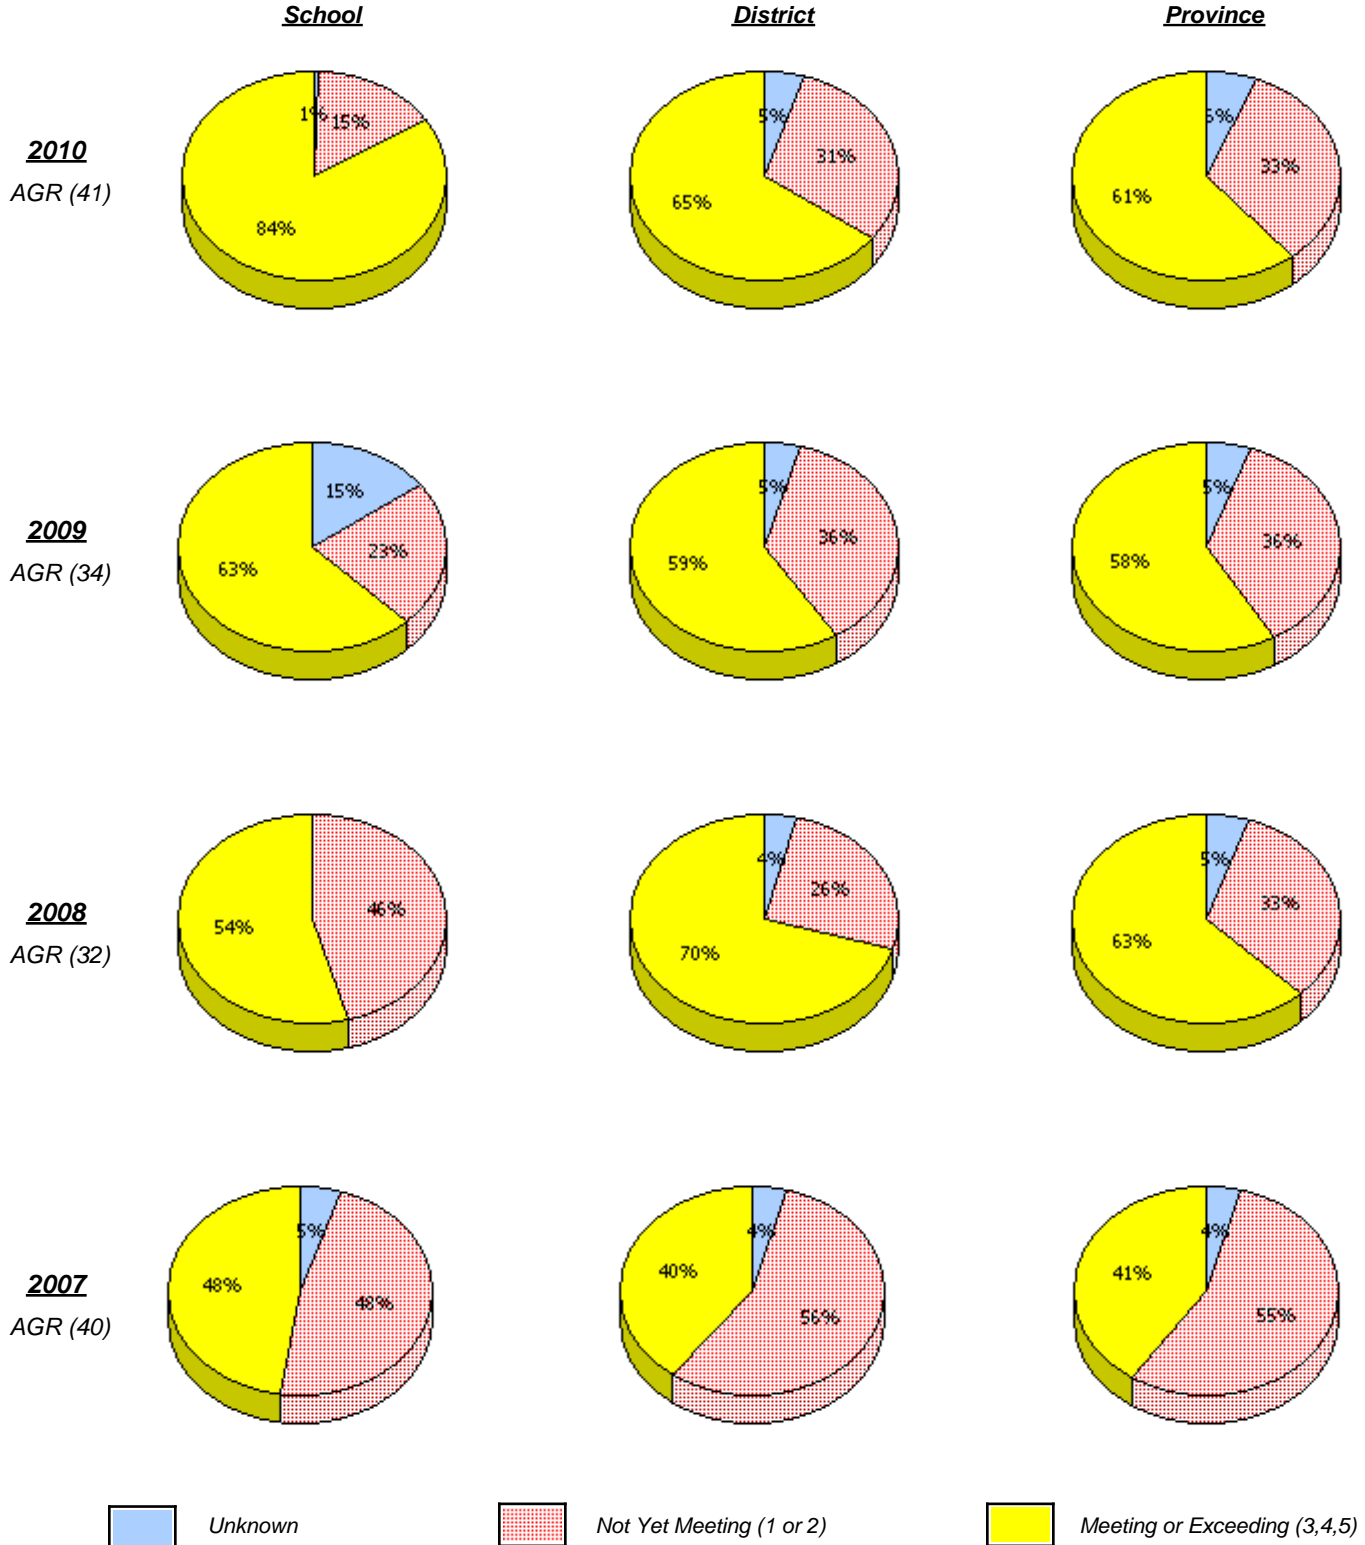 School District Province
2010
AGR (41)
1% 15% 84%
5% 31% 65%
6% 33% 61%
2009
AGR (34)
15% 23% 63%
5% 36% 59%
5% 36% 58%
2008
AGR (32)
46% 54%
4% 26% 70%
5% 33% 63%
2007
AGR (40)
5% 48% 48%
4% 56% 40%
4% 55% 41%
Unknown Not Yet Meeting (1 or 2) Meeting or Exceeding (3,4,5)